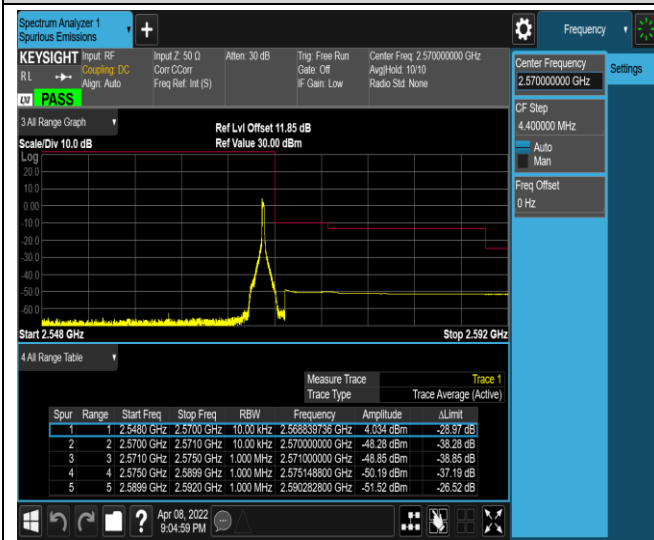 Spectrum Analyzer 1
Spurious Emissions
+
Frequency
KEYSIGHT Input: RF Input Z: 50 Ω Atten: 30 dB Trig: Free Run Center Freq: 2.570000000 GHz
RL Coupling: DC Corr CCorr Gate: Off Avg|Hold: 10/10
Align: Auto Freq Ref: Int (S) IF Gain: Low Radio Std: None
LXI PASS
Center Frequency
2.570000000 GHz
Settings
CF Step
4.400000 MHz
Auto
Man
Freq Offset
0 Hz
3 All Range Graph
Ref Lvl Offset 11.85 dB
Scale/Div 10.0 dB Ref Value 30.00 dBm
Log
20.0
10.0
0.00
-10.0
-20.0
-30.0
-40.0
-50.0
-60.0
Start 2.548 GHz Stop 2.592 GHz
4 All Range Table
Measure Trace Trace 1
Trace Type Trace Average (Active)
Spur Range Start Freq Stop Freq RBW Frequency Amplitude ΔLimit
1 1 2.5480 GHz 2.5700 GHz 10.00 kHz 2.568839736 GHz 4.034 dBm -28.97 dB
2 2 2.5700 GHz 2.5710 GHz 10.00 kHz 2.570000000 GHz -48.28 dBm -38.28 dB
3 3 2.5710 GHz 2.5750 GHz 1.000 MHz 2.571000000 GHz -48.85 dBm -38.85 dB
4 4 2.5750 GHz 2.5899 GHz 1.000 MHz 2.575148800 GHz -50.19 dBm -37.19 dB
5 5 2.5899 GHz 2.5920 GHz 1.000 MHz 2.590282800 GHz -51.52 dBm -26.52 dB
? Apr 08, 2022
9:04:59 PM